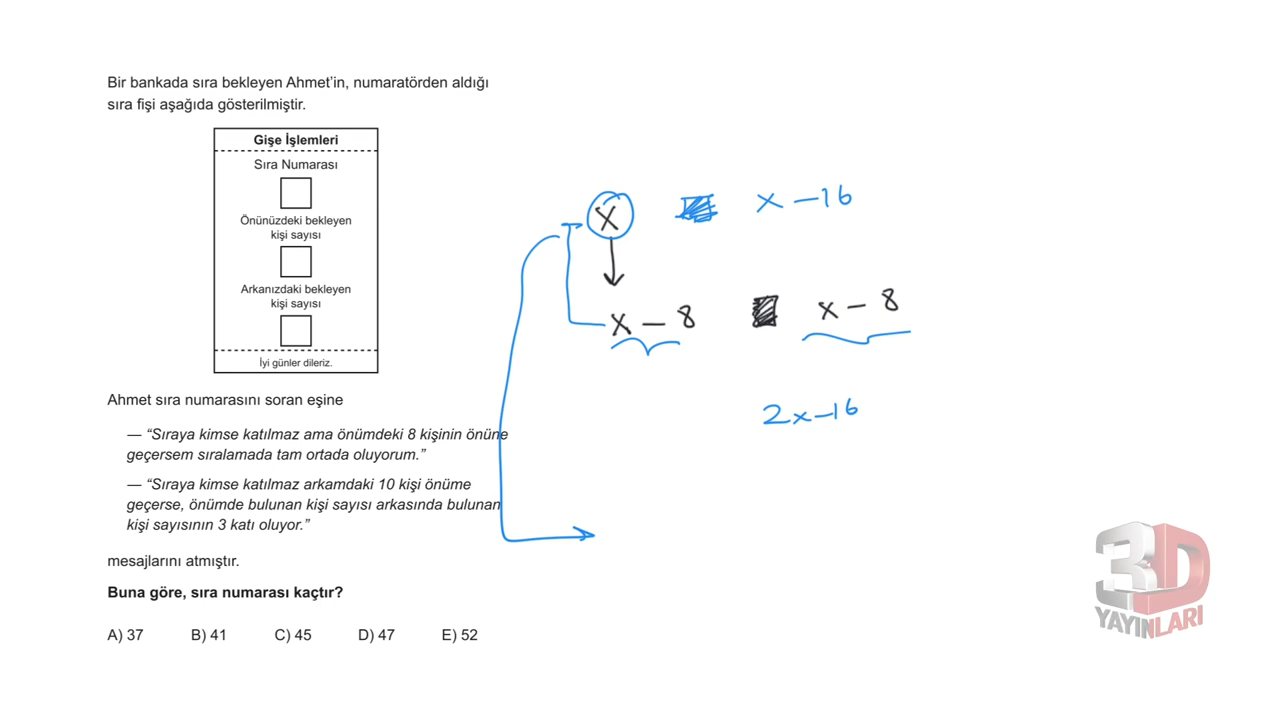 Bir bankada sıra bekleyen Ahmet'in, numaratörden aldığı
sıra fişi aşağıda gösterilmiştir.
Gişe İşlemleri
Sıra Numarası
Önünüzdeki bekleyen
kişi sayısı
Arkanızdaki bekleyen
kişi sayısı
İyi günler dileriz.
Ahmet sıra numarasını soran eşine
— “Sıraya kimse katılmaz ama önümdeki 8 kişinin önüne
geçersem sıralamada tam ortada oluyorum.”
— “Sıraya kimse katılmaz arkamdaki 10 kişi önüme
geçerse, önümde bulunan kişi sayısı arkasında bulunan
kişi sayısının 3 katı oluyor.”
mesajlarını atmıştır.
Buna göre, sıra numarası kaçtır?
A) 37 B) 41 C) 45 D) 47 E) 52
x x – 16
x – 8 x – 8
2x – 16
3D
YAYINLARI